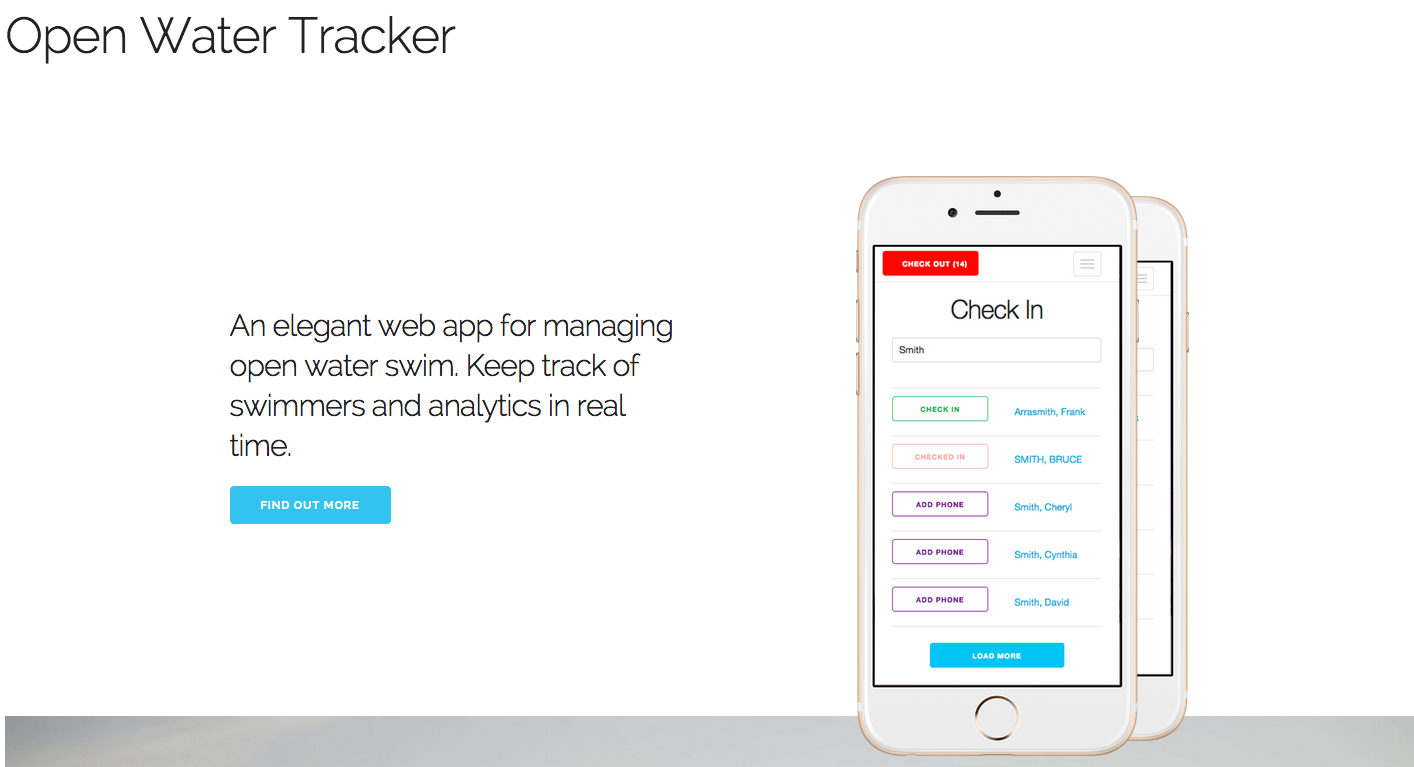 Open Water Tracker
An elegant web app for managing
open water swim. Keep track of
swimmers and analytics in real
time.
FIND OUT MORE
CHECK OUT (14)
Check In
Smith
CHECK IN Arrasmith, Frank
CHECKED IN SMITH, BRUCE
ADD PHONE Smith, Cheryl
ADD PHONE Smith, Cynthia
ADD PHONE Smith, David
LOAD MORE